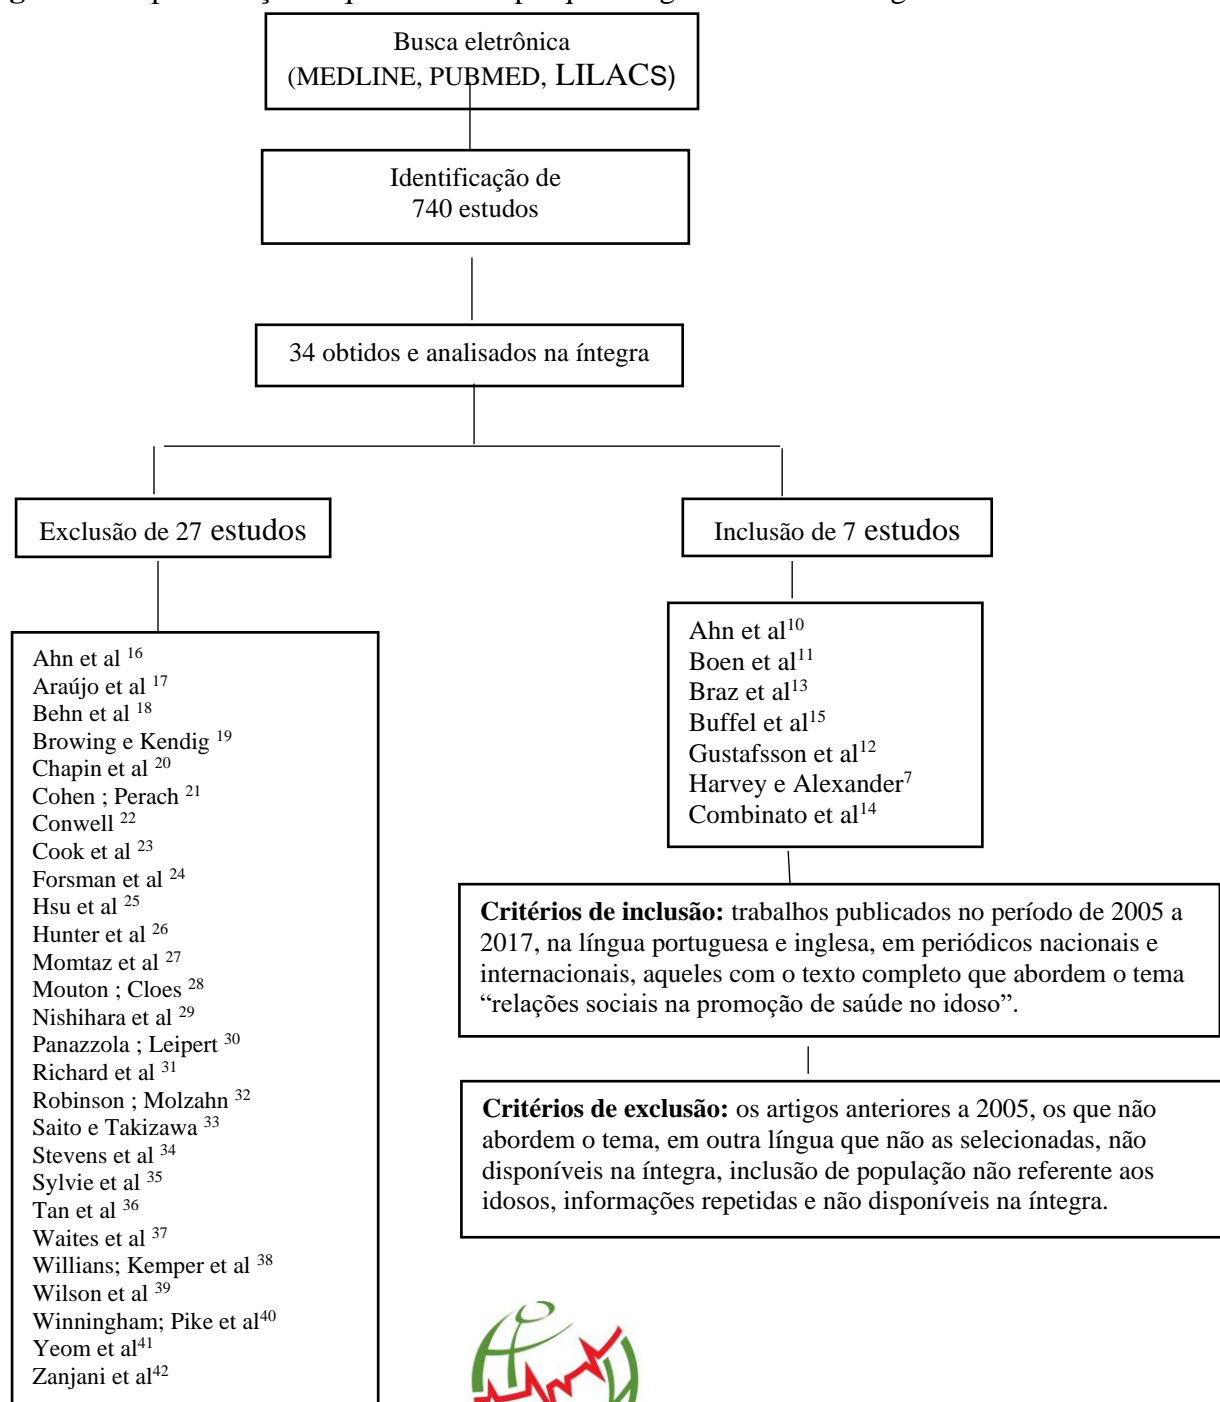 Busca eletrônica
(MEDLINE, PUBMED, LILACS)
Identificação de
740 estudos
34 obtidos e analisados na íntegra
Exclusão de 27 estudos
Inclusão de 7 estudos
Ahn et al 16
Araújo et al 17
Behn et al 18
Browing e Kendig 19
Chapin et al 20
Cohen ; Perach 21
Conwell 22
Cook et al 23
Forsman et al 24
Hsu et al 25
Hunter et al 26
Momtaz et al 27
Mouton ; Cloes 28
Nishihara et al 29
Panazzola ; Leipert 30
Richard et al 31
Robinson ; Molzahn 32
Saito e Takizawa 33
Stevens et al 34
Sylvie et al 35
Tan et al 36
Waites et al 37
Willians; Kemper et al 38
Wilson et al 39
Winningham; Pike et al40
Yeom et al41
Zanjani et al42
Ahn et al10
Boen et al11
Braz et al13
Buffel et al15
Gustafsson et al12
Harvey e Alexander7
Combinato et al14
Critérios de inclusão: trabalhos publicados no período de 2005 a
2017, na língua portuguesa e inglesa, em periódicos nacionais e
internacionais, aqueles com o texto completo que abordem o tema
“relações sociais na promoção de saúde no idoso”.
Critérios de exclusão: os artigos anteriores a 2005, os que não
abordem o tema, em outra língua que não as selecionadas, não
disponíveis na íntegra, inclusão de população não referente aos
idosos, informações repetidas e não disponíveis na íntegra.